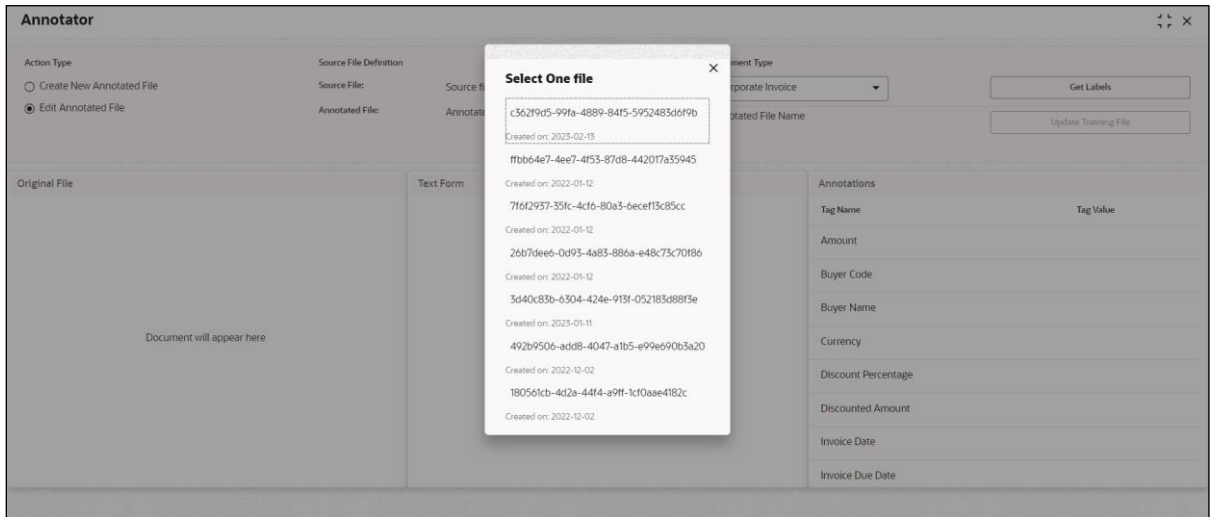 Annotator
Action Type
Create New Annotated File
Edit Annotated File
Source File Definition
Source File:
Annotated File:
Source
Select One file
c362f9d5-99fa-4889-84f5-5952483d6f9b
Created on: 2023-02-13
ffbb64e7-4ee7-4f53-87d8-442017a35945
Created on: 2022-01-12
7f6f2937-35fc-4cf6-80a3-6ecef13c85cc
Created on: 2022-01-12
26b7dee6-0d93-4a83-886a-e48c73c70f86
Created on: 2022-01-12
3d40c83b-6304-424e-913f-052183d88f3e
Created on: 2023-01-11
492b9506-add8-4047-a1b5-e99e690b3a20
Created on: 2022-12-02
180561cb-4d2a-44f4-a9ff-1cf0aae4182c
Created on: 2022-12-02
Type
Invoice
File Name
Get Labels
Update Training File
Original File
Document will appear here
Text Form
Annotations
Tag Name Tag Value
Amount
Buyer Code
Buyer Name
Currency
Discount Percentage
Discounted Amount
Invoice Date
Invoice Due Date